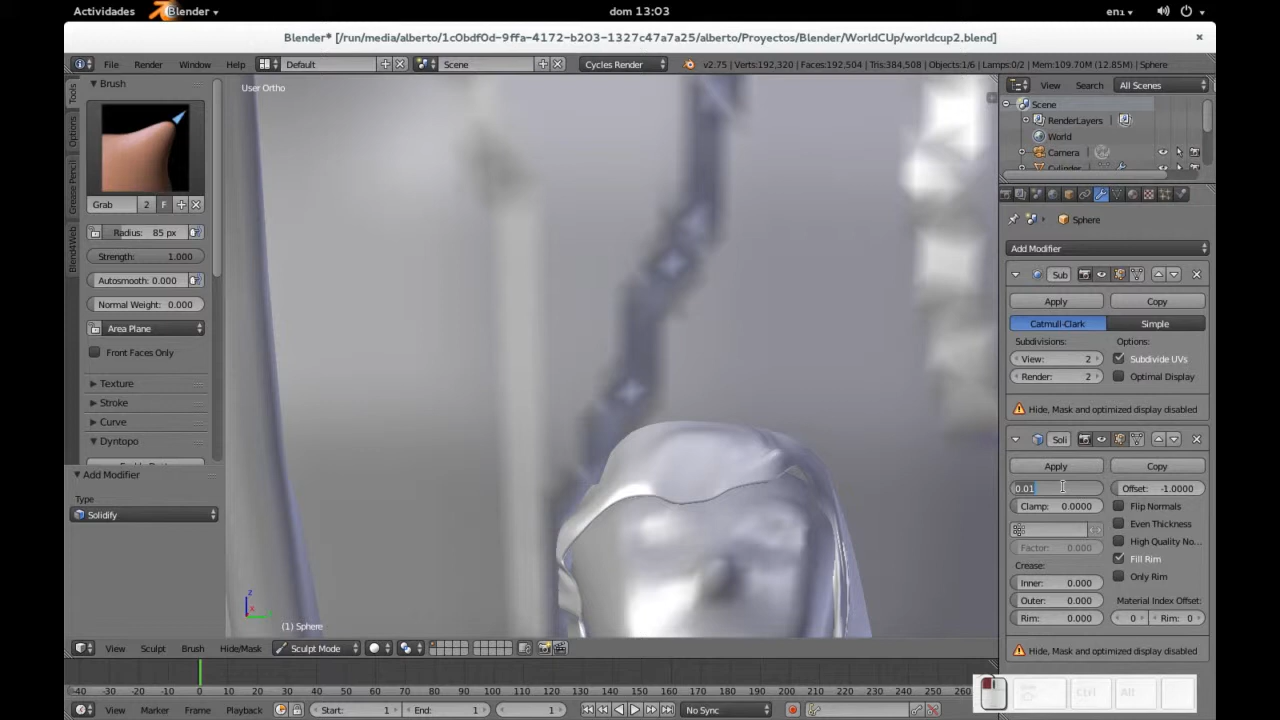 Actividades Blender dom 13:03 en1
Blender* [/run/media/alberto/1c0bdf0d-9ffa-4172-b203-1327c47a7a25/alberto/Proyectos/Blender/WorldCUp/worldcup2.blend]
File Render Window Help Default Scene Cycles Render v2.75 | Verts:192,320 | Faces:192,504 | Tris:384,508 | Objects:1/6 | Lamps:0/2 | Mem:109.70M (12.85M) | Sphere
View Search All Scenes
Tools
Options
Grease Pencil
Blend4Web
Brush
Grab 2 F
Radius: 85 px
Strength: 1.000
Autosmooth: 0.000
Normal Weight: 0.000
Area Plane
Front Faces Only
Texture
Stroke
Curve
Dyntopo
Add Modifier
Type
Solidify
User Ortho
z
(1) Sphere
Scene
RenderLayers
World
Camera
Cylinder
Sphere
Add Modifier
Sub
Apply Copy
Catmull-Clark Simple
Subdivisions: Options:
View: 2 Subdivide UVs
Render: 2 Optimal Display
Hide, Mask and optimized display disabled
Soli
Apply Copy
0.01 Offset: -1.0000
Clamp: 0.0000 Flip Normals
Even Thickness
High Quality No...
Factor: 0.000
Fill Rim
Crease:
Only Rim
Inner: 0.000
Outer: 0.000 Material Index Offset:
Rim: 0.000 0 Rim: 0
Hide, Mask and optimized display disabled
View Sculpt Brush Hide/Mask Sculpt Mode
-40 -30 -20 -10 0 10 20 30 40 50 60 70 80 90 100 110 120 130 140 150 160 170 180 190 200 210 220 230 240 250 260
Ctrl Alt
View Marker Frame Playback Start: 1 End: 1 1 No Sync